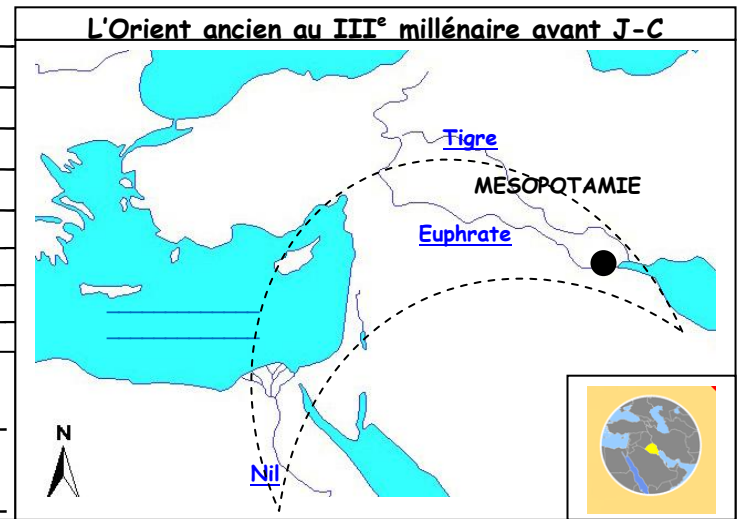 L'Orient ancien au IIIe millénaire avant J-C
Tigre
MESOPOTAMIE
Euphrate
N
Nil